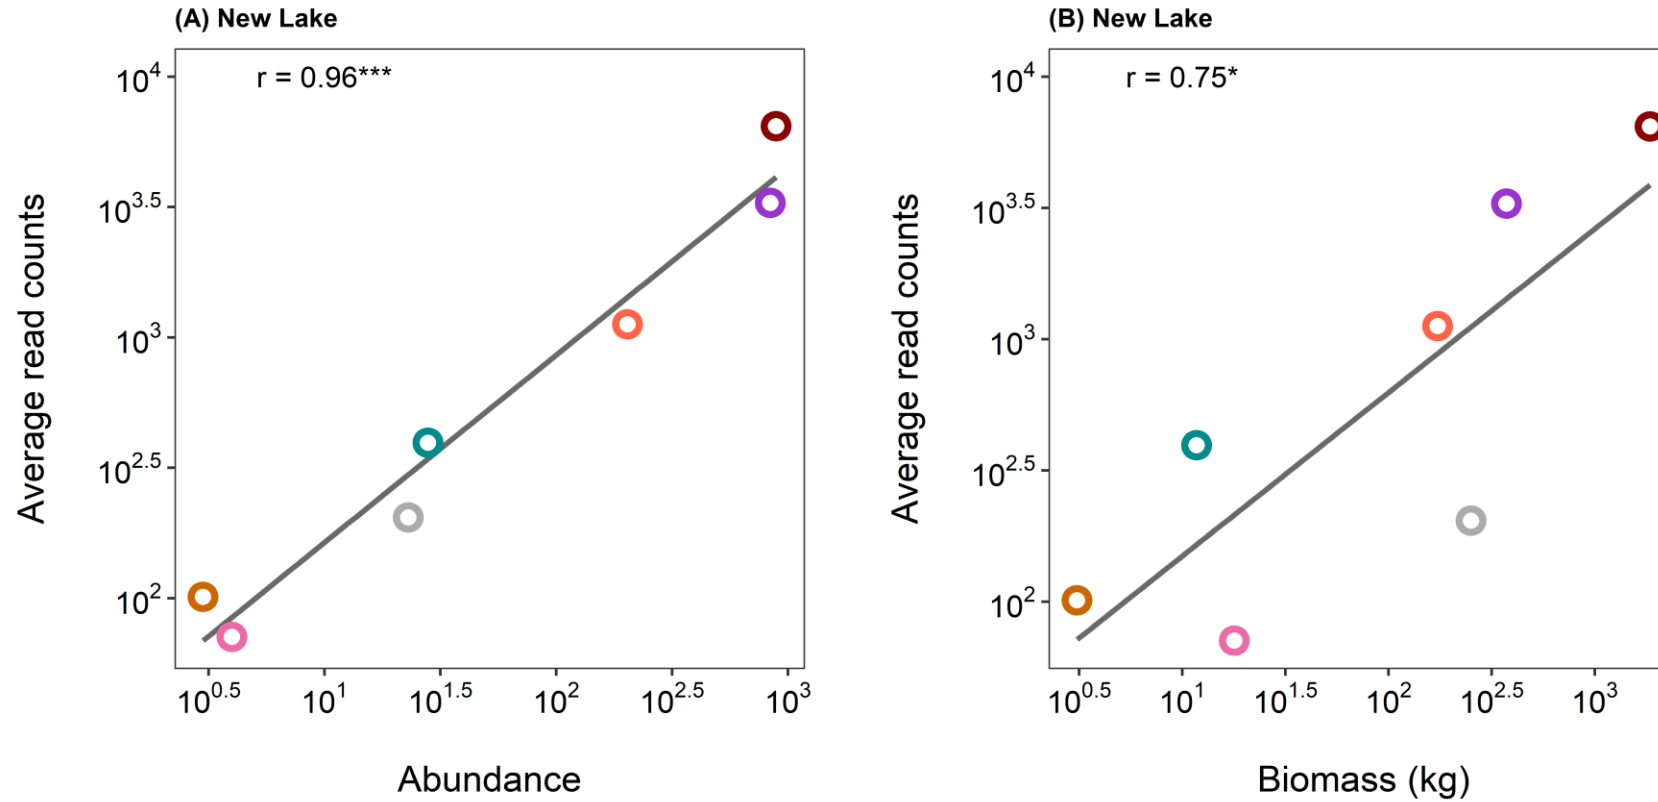 (A) New Lake
r = 0.96***
10^4
10^3.5
10^3
10^2.5
10^2
Average read counts
10^0.5 10^1 10^1.5 10^2 10^2.5 10^3
Abundance
(B) New Lake
r = 0.75*
10^4
10^3.5
10^3
10^2.5
10^2
Average read counts
10^0.5 10^1 10^1.5 10^2 10^2.5 10^3
Biomass (kg)